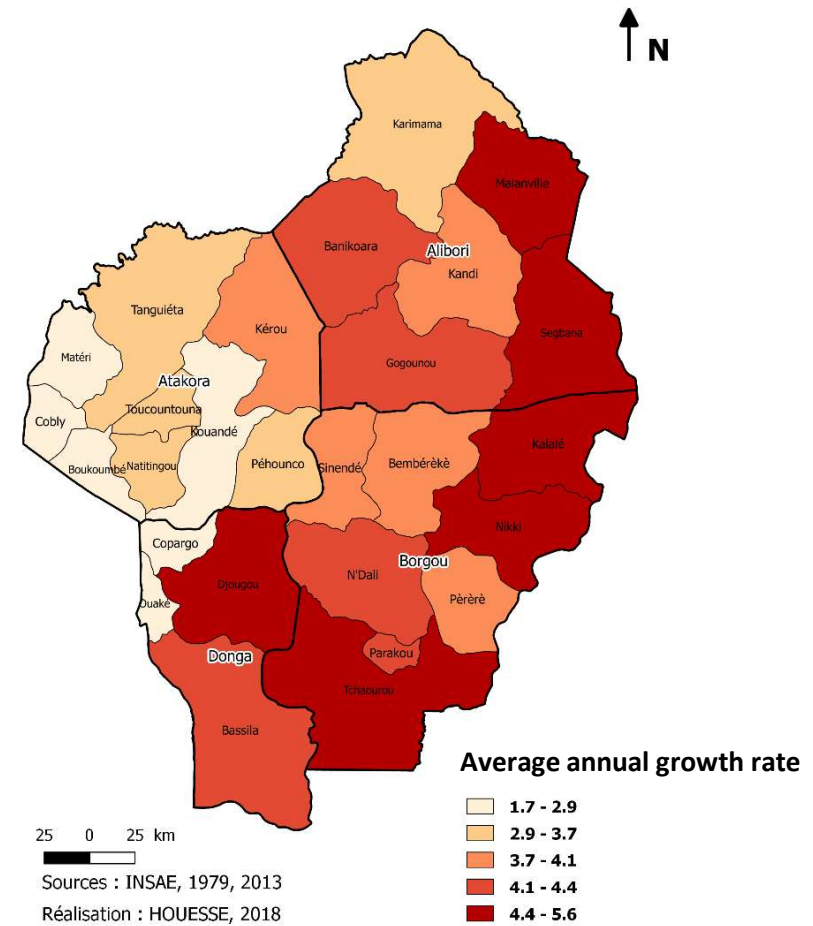 N
Karimama
Malanville
Banikoara
Alibori
Kandi
Tanguiéta
Kérou
Segbana
Matéri
Gogounou
Atakora
Toucountouna
Cobly
Kouandé
Kalalé
Boukoumbé
Natitingou
Péhounco
Sinendé
Bembérèkè
Nikki
Copargo
Borgou
N'Dali
Djougou
Pèrèrè
Ouaké
Parakou
Donga
Tchaourou
Bassila
Average annual growth rate
1.7 - 2.9
2.9 - 3.7
3.7 - 4.1
4.1 - 4.4
4.4 - 5.6
25 0 25 km
Sources : INSAE, 1979, 2013
Réalisation : HOUESSE, 2018